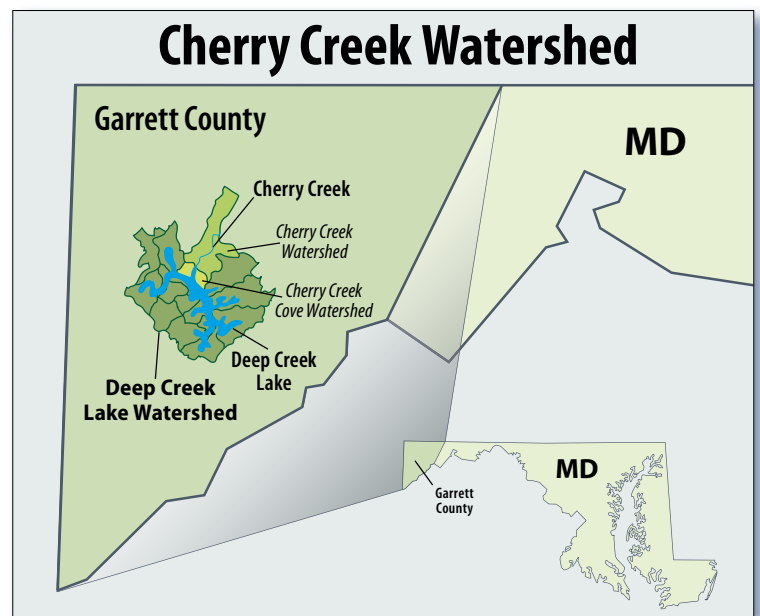 Cherry Creek Watershed
Garrett County
MD
Cherry Creek
Cherry Creek
Watershed
Cherry Creek
Cove Watershed
Deep Creek
Lake
Deep Creek
Lake Watershed
MD
Garrett
County